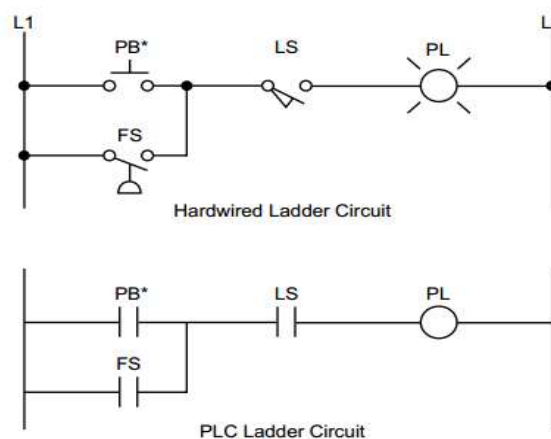 L1 L
PB* LS PL
FS
Hardwired Ladder Circuit
PB* LS PL
FS
PLC Ladder Circuit